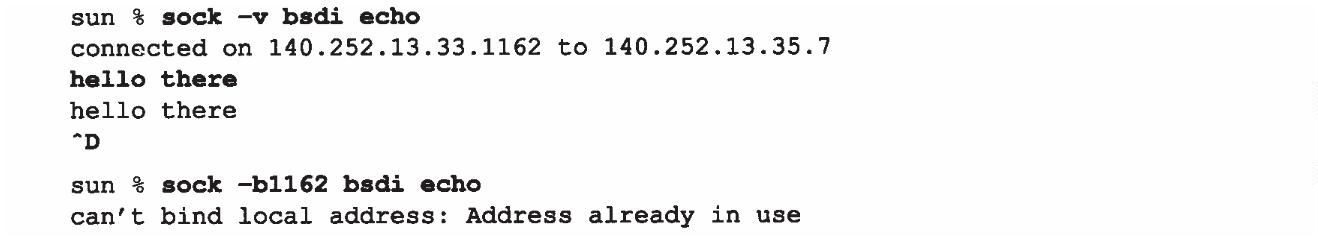 sun % sock -v bsdi echo
connected on 140.252.13.33.1162 to 140.252.13.35.7
hello there
hello there
^D
sun % sock -b1162 bsdi echo
can't bind local address: Address already in use